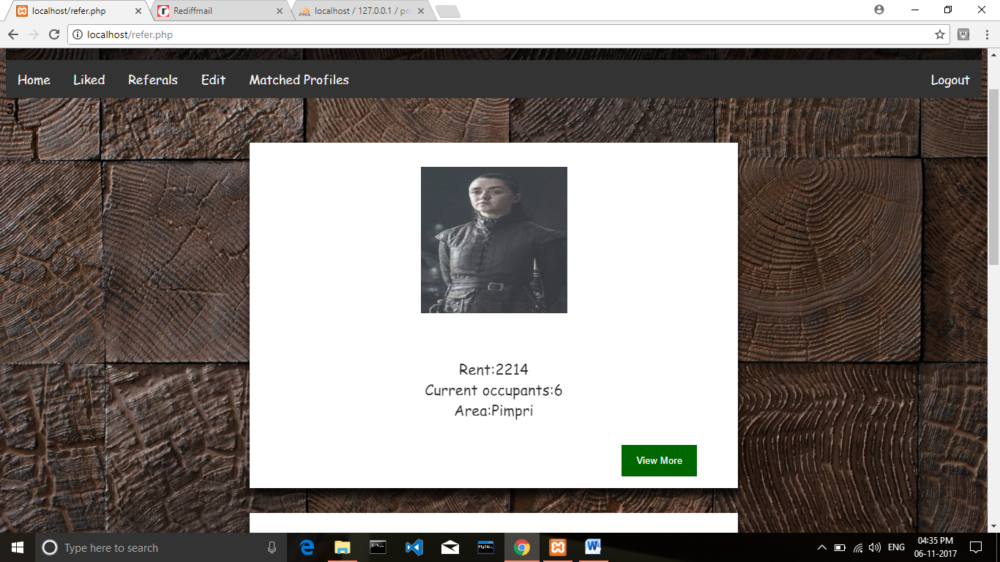 localhost/refer.php
Rediffmail
localhost / 127.0.0.1 / pro
localhost/refer.php
Home Liked Referals Edit Matched Profiles Logout
3
Rent:2214
Current occupants:6
Area:Pimpri
View More
Type here to search
ENG
04:35 PM
06-11-2017